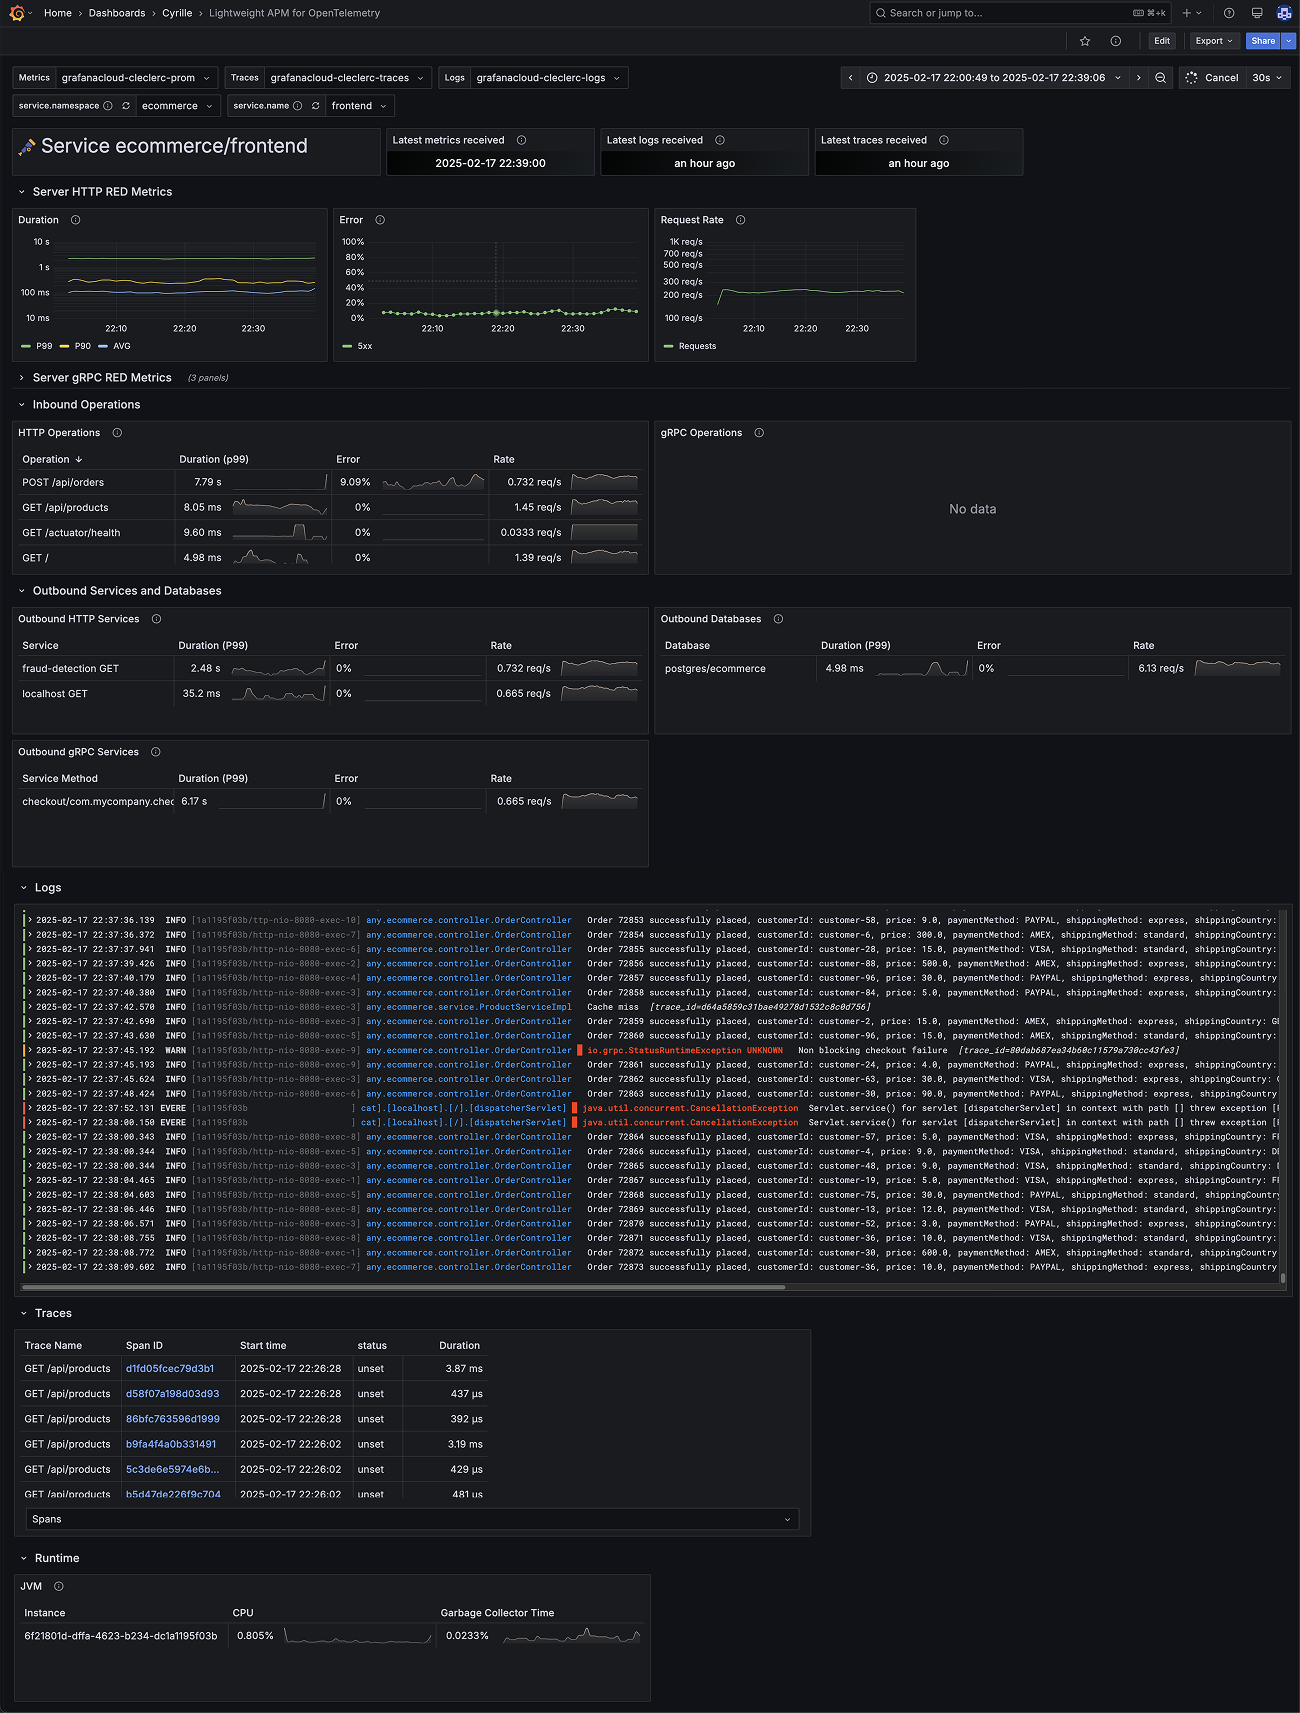 Home > Dashboards > Cyrille > Lightweight APM for OpenTelemetry
Search or jump to... ⌘+k
Edit Export Share
Metrics grafanacloud-cleclerc-prom Traces grafanacloud-cleclerc-traces Logs grafanacloud-cleclerc-logs
2025-02-17 22:00:49 to 2025-02-17 22:39:06 Cancel 30s
service.namespace ecommerce service.name frontend
Service ecommerce/frontend
Latest metrics received
2025-02-17 22:39:00
Latest logs received
an hour ago
Latest traces received
an hour ago
Server HTTP RED Metrics
Duration
10 s
1 s
100 ms
10 ms
22:10 22:20 22:30
P99 P90 AVG
Error
100%
80%
60%
40%
20%
0%
22:10 22:20 22:30
5xx
Request Rate
1K req/s
700 req/s
500 req/s
300 req/s
200 req/s
100 req/s
22:10 22:20 22:30
Requests
Server gRPC RED Metrics (3 panels)
Inbound Operations
HTTP Operations
Operation Duration (p99) Error Rate
POST /api/orders 7.79 s 9.09% 0.732 req/s
GET /api/products 8.05 ms 0% 1.45 req/s
GET /actuator/health 9.60 ms 0% 0.0333 req/s
GET / 4.98 ms 0% 1.39 req/s
gRPC Operations
No data
Outbound Services and Databases
Outbound HTTP Services
Service Duration (P99) Error Rate
fraud-detection GET 2.48 s 0% 0.732 req/s
localhost GET 35.2 ms 0% 0.665 req/s
Outbound Databases
Database Duration (P99) Error Rate
postgres/ecommerce 4.98 ms 0% 6.13 req/s
Outbound gRPC Services
Service Method Duration (P99) Error Rate
checkout/com.mycompany.chec 6.17 s 0% 0.665 req/s
Logs
2025-02-17 22:37:36.139 INFO [1a1195f03b/ttp-nio-8080-exec-10] any.ecommerce.controller.OrderController Order 72853 successfully placed, customerId: customer-58, price: 9.0, paymentMethod: PAYPAL, shippingMethod: express, shippingCountry:
2025-02-17 22:37:36.372 INFO [1a1195f03b/http-nio-8080-exec-7] any.ecommerce.controller.OrderController Order 72854 successfully placed, customerId: customer-6, price: 300.0, paymentMethod: AMEX, shippingMethod: standard, shippingCountry:
2025-02-17 22:37:37.941 INFO [1a1195f03b/http-nio-8080-exec-6] any.ecommerce.controller.OrderController Order 72855 successfully placed, customerId: customer-28, price: 15.0, paymentMethod: VISA, shippingMethod: express, shippingCountry:
2025-02-17 22:37:39.426 INFO [1a1195f03b/http-nio-8080-exec-2] any.ecommerce.controller.OrderController Order 72856 successfully placed, customerId: customer-88, price: 500.0, paymentMethod: AMEX, shippingMethod: express, shippingCountry:
2025-02-17 22:37:40.179 INFO [1a1195f03b/http-nio-8080-exec-4] any.ecommerce.controller.OrderController Order 72857 successfully placed, customerId: customer-96, price: 30.0, paymentMethod: PAYPAL, shippingMethod: express, shippingCountry:
2025-02-17 22:37:40.380 INFO [1a1195f03b/http-nio-8080-exec-3] any.ecommerce.controller.OrderController Order 72858 successfully placed, customerId: customer-84, price: 5.0, paymentMethod: PAYPAL, shippingMethod: standard, shippingCountry:
2025-02-17 22:37:42.570 INFO [1a1195f03b/http-nio-8080-exec-3] any.ecommerce.service.ProductServiceImpl Cache miss [trace_id=d64a5859c31bae49278d1532c8c0d756]
2025-02-17 22:37:42.690 INFO [1a1195f03b/http-nio-8080-exec-3] any.ecommerce.controller.OrderController Order 72859 successfully placed, customerId: customer-2, price: 15.0, paymentMethod: AMEX, shippingMethod: express, shippingCountry: GB
2025-02-17 22:37:43.630 INFO [1a1195f03b/http-nio-8080-exec-5] any.ecommerce.controller.OrderController Order 72860 successfully placed, customerId: customer-96, price: 15.0, paymentMethod: AMEX, shippingMethod: standard, shippingCountry:
2025-02-17 22:37:45.192 WARN [1a1195f03b/http-nio-8080-exec-9] any.ecommerce.controller.OrderController io.grpc.StatusRuntimeException UNKNOWN Non blocking checkout failure [trace_id=80dab687ea34b60c11579a730cc43fe3]
2025-02-17 22:37:45.193 INFO [1a1195f03b/http-nio-8080-exec-9] any.ecommerce.controller.OrderController Order 72861 successfully placed, customerId: customer-24, price: 4.0, paymentMethod: PAYPAL, shippingMethod: express, shippingCountry:
2025-02-17 22:37:45.624 INFO [1a1195f03b/http-nio-8080-exec-3] any.ecommerce.controller.OrderController Order 72862 successfully placed, customerId: customer-63, price: 30.0, paymentMethod: VISA, shippingMethod: express, shippingCountry:
2025-02-17 22:37:48.424 INFO [1a1195f03b/http-nio-8080-exec-6] any.ecommerce.controller.OrderController Order 72863 successfully placed, customerId: customer-30, price: 90.0, paymentMethod: AMEX, shippingMethod: express, shippingCountry:
2025-02-17 22:37:52.131 EVERE [1a1195f03b ] cat].[localhost].[/].[dispatcherServlet] java.util.concurrent.CancellationException Servlet.service() for servlet [dispatcherServlet] in context with path [] threw exception [
2025-02-17 22:38:00.150 EVERE [1a1195f03b ] cat].[localhost].[/].[dispatcherServlet] java.util.concurrent.CancellationException Servlet.service() for servlet [dispatcherServlet] in context with path [] threw exception [
2025-02-17 22:38:00.343 INFO [1a1195f03b/http-nio-8080-exec-8] any.ecommerce.controller.OrderController Order 72864 successfully placed, customerId: customer-57, price: 5.0, paymentMethod: VISA, shippingMethod: express, shippingCountry: FR
2025-02-17 22:38:00.344 INFO [1a1195f03b/http-nio-8080-exec-5] any.ecommerce.controller.OrderController Order 72866 successfully placed, customerId: customer-4, price: 9.0, paymentMethod: VISA, shippingMethod: standard, shippingCountry: DE
2025-02-17 22:38:00.344 INFO [1a1195f03b/http-nio-8080-exec-3] any.ecommerce.controller.OrderController Order 72865 successfully placed, customerId: customer-48, price: 9.0, paymentMethod: VISA, shippingMethod: standard, shippingCountry:
2025-02-17 22:38:04.465 INFO [1a1195f03b/http-nio-8080-exec-1] any.ecommerce.controller.OrderController Order 72867 successfully placed, customerId: customer-19, price: 5.0, paymentMethod: VISA, shippingMethod: express, shippingCountry: FR
2025-02-17 22:38:04.603 INFO [1a1195f03b/http-nio-8080-exec-5] any.ecommerce.controller.OrderController Order 72868 successfully placed, customerId: customer-75, price: 30.0, paymentMethod: PAYPAL, shippingMethod: standard, shippingCountry
2025-02-17 22:38:06.446 INFO [1a1195f03b/http-nio-8080-exec-8] any.ecommerce.controller.OrderController Order 72869 successfully placed, customerId: customer-13, price: 12.0, paymentMethod: VISA, shippingMethod: standard, shippingCountry:
2025-02-17 22:38:06.571 INFO [1a1195f03b/http-nio-8080-exec-3] any.ecommerce.controller.OrderController Order 72870 successfully placed, customerId: customer-52, price: 3.0, paymentMethod: PAYPAL, shippingMethod: express, shippingCountry:
2025-02-17 22:38:08.755 INFO [1a1195f03b/http-nio-8080-exec-8] any.ecommerce.controller.OrderController Order 72871 successfully placed, customerId: customer-36, price: 10.0, paymentMethod: VISA, shippingMethod: standard, shippingCountry:
2025-02-17 22:38:08.772 INFO [1a1195f03b/http-nio-8080-exec-1] any.ecommerce.controller.OrderController Order 72872 successfully placed, customerId: customer-30, price: 600.0, paymentMethod: AMEX, shippingMethod: standard, shippingCountry
2025-02-17 22:38:09.602 INFO [1a1195f03b/http-nio-8080-exec-7] any.ecommerce.controller.OrderController Order 72873 successfully placed, customerId: customer-36, price: 10.0, paymentMethod: PAYPAL, shippingMethod: express, shippingCountry
Traces
Trace Name Span ID Start time status Duration
GET /api/products d1fd05fcec79d3b1 2025-02-17 22:26:28 unset 3.87 ms
GET /api/products d58f07a198d03d93 2025-02-17 22:26:28 unset 437 µs
GET /api/products 86bfc763596d1999 2025-02-17 22:26:28 unset 392 µs
GET /api/products b9fa4f4a0b331491 2025-02-17 22:26:02 unset 3.19 ms
GET /api/products 5c3de6e5974e6b... 2025-02-17 22:26:02 unset 429 µs
GET /api/products b5d47de226f9c704 2025-02-17 22:26:02 unset 481 µs
Spans
Runtime
JVM
Instance CPU Garbage Collector Time
6f21801d-dffa-4623-b234-dc1a1195f03b 0.805% 0.0233%